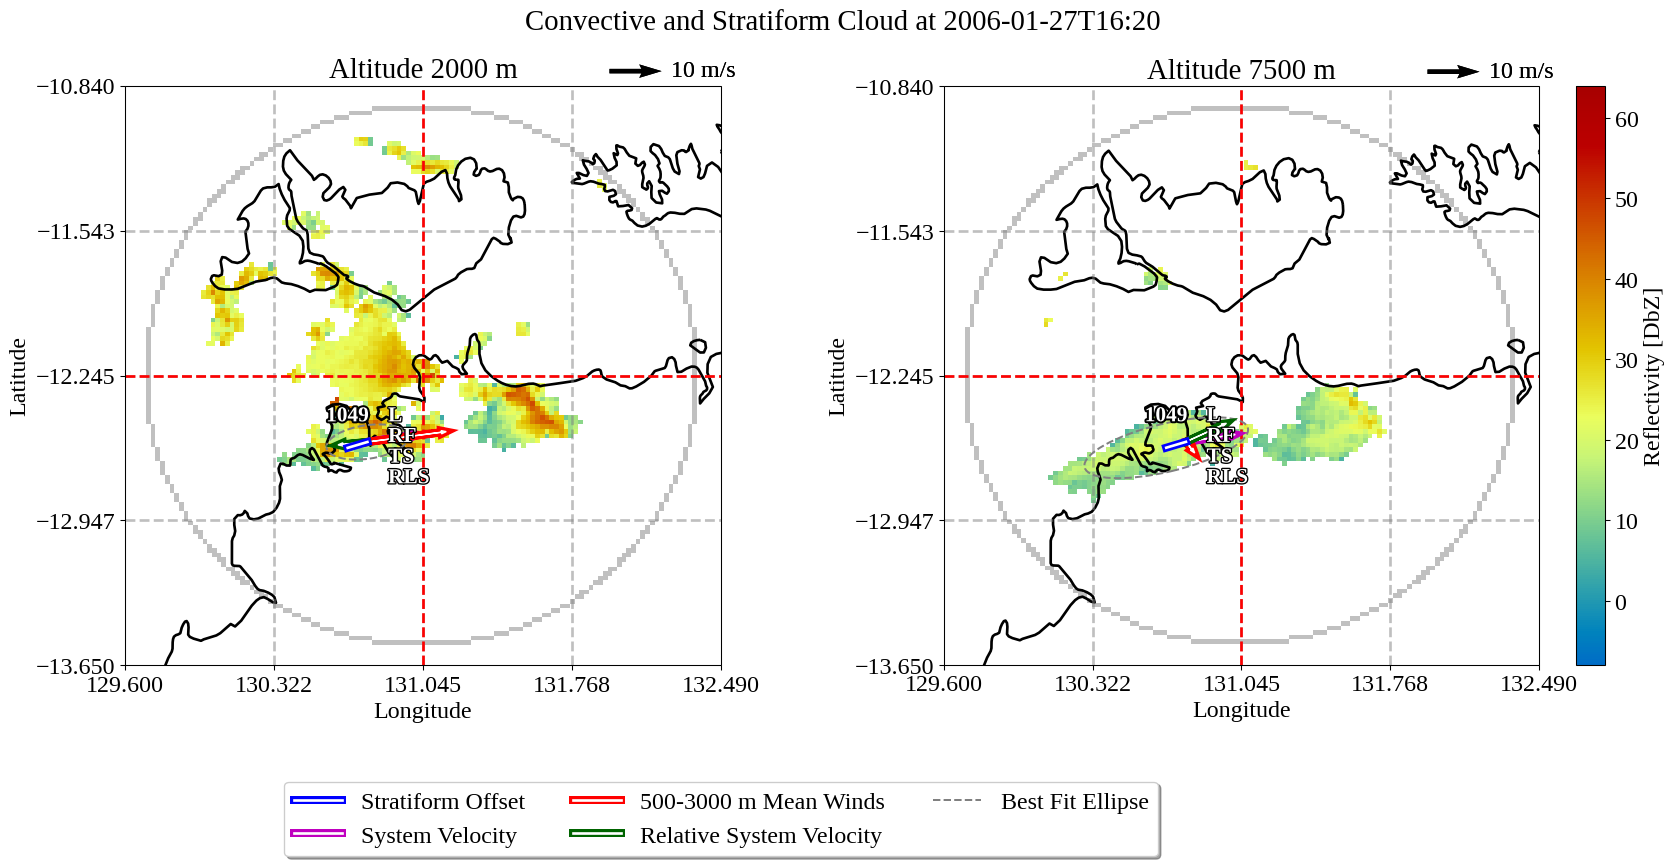 Convective and Stratiform Cloud at 2006-01-27T16:20
Altitude 2000 m
10 m/s
Altitude 7500 m
10 m/s
−10.840
−11.543
−12.245
−12.947
−13.650
Latitude
129.600
130.322
131.045
131.768
132.490
Longitude
1049
L
RF
TS
RLS
−10.840
−11.543
−12.245
−12.947
−13.650
Latitude
129.600
130.322
131.045
131.768
132.490
Longitude
1049
L
RF
TS
RLS
60
50
40
30
20
10
0
Reflectivity [DbZ]
Stratiform Offset
System Velocity
500-3000 m Mean Winds
Relative System Velocity
Best Fit Ellipse